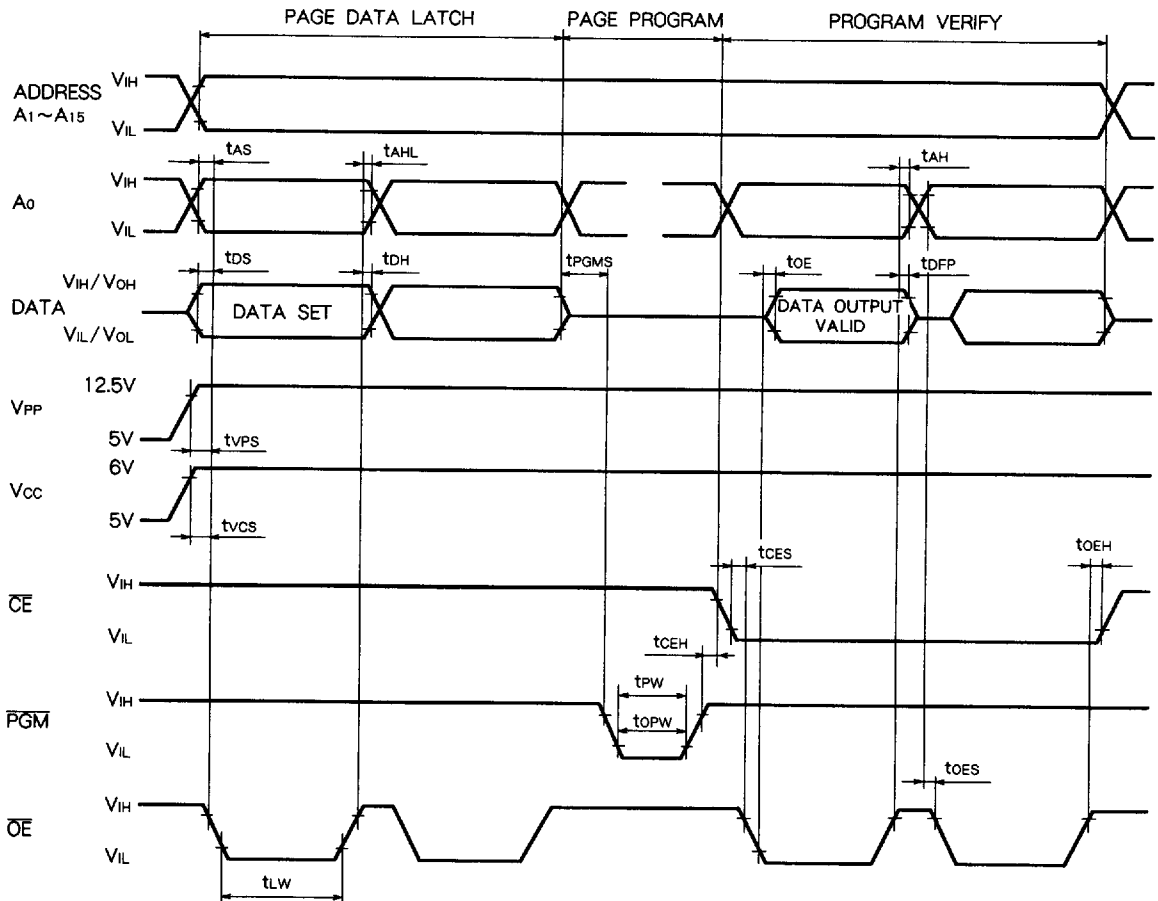 PAGE DATA LATCH PAGE PROGRAM PROGRAM VERIFY
ADDRESS
A1~A15
VIH
VIL
tAS tAHL tAH
A0
VIH
VIL
tDS tDH tPGMS tOE tDFP
DATA
VIH/VOH
VIL/VOL
DATA SET
DATA OUTPUT
VALID
VPP
12.5V
5V
tVPS
VCC
6V
5V
tVCS
CE
VIH
VIL
tCES tOEH
tCEH
PGM
VIH
VIL
tPW
tOPW
tOES
OE
VIH
VIL
tLW